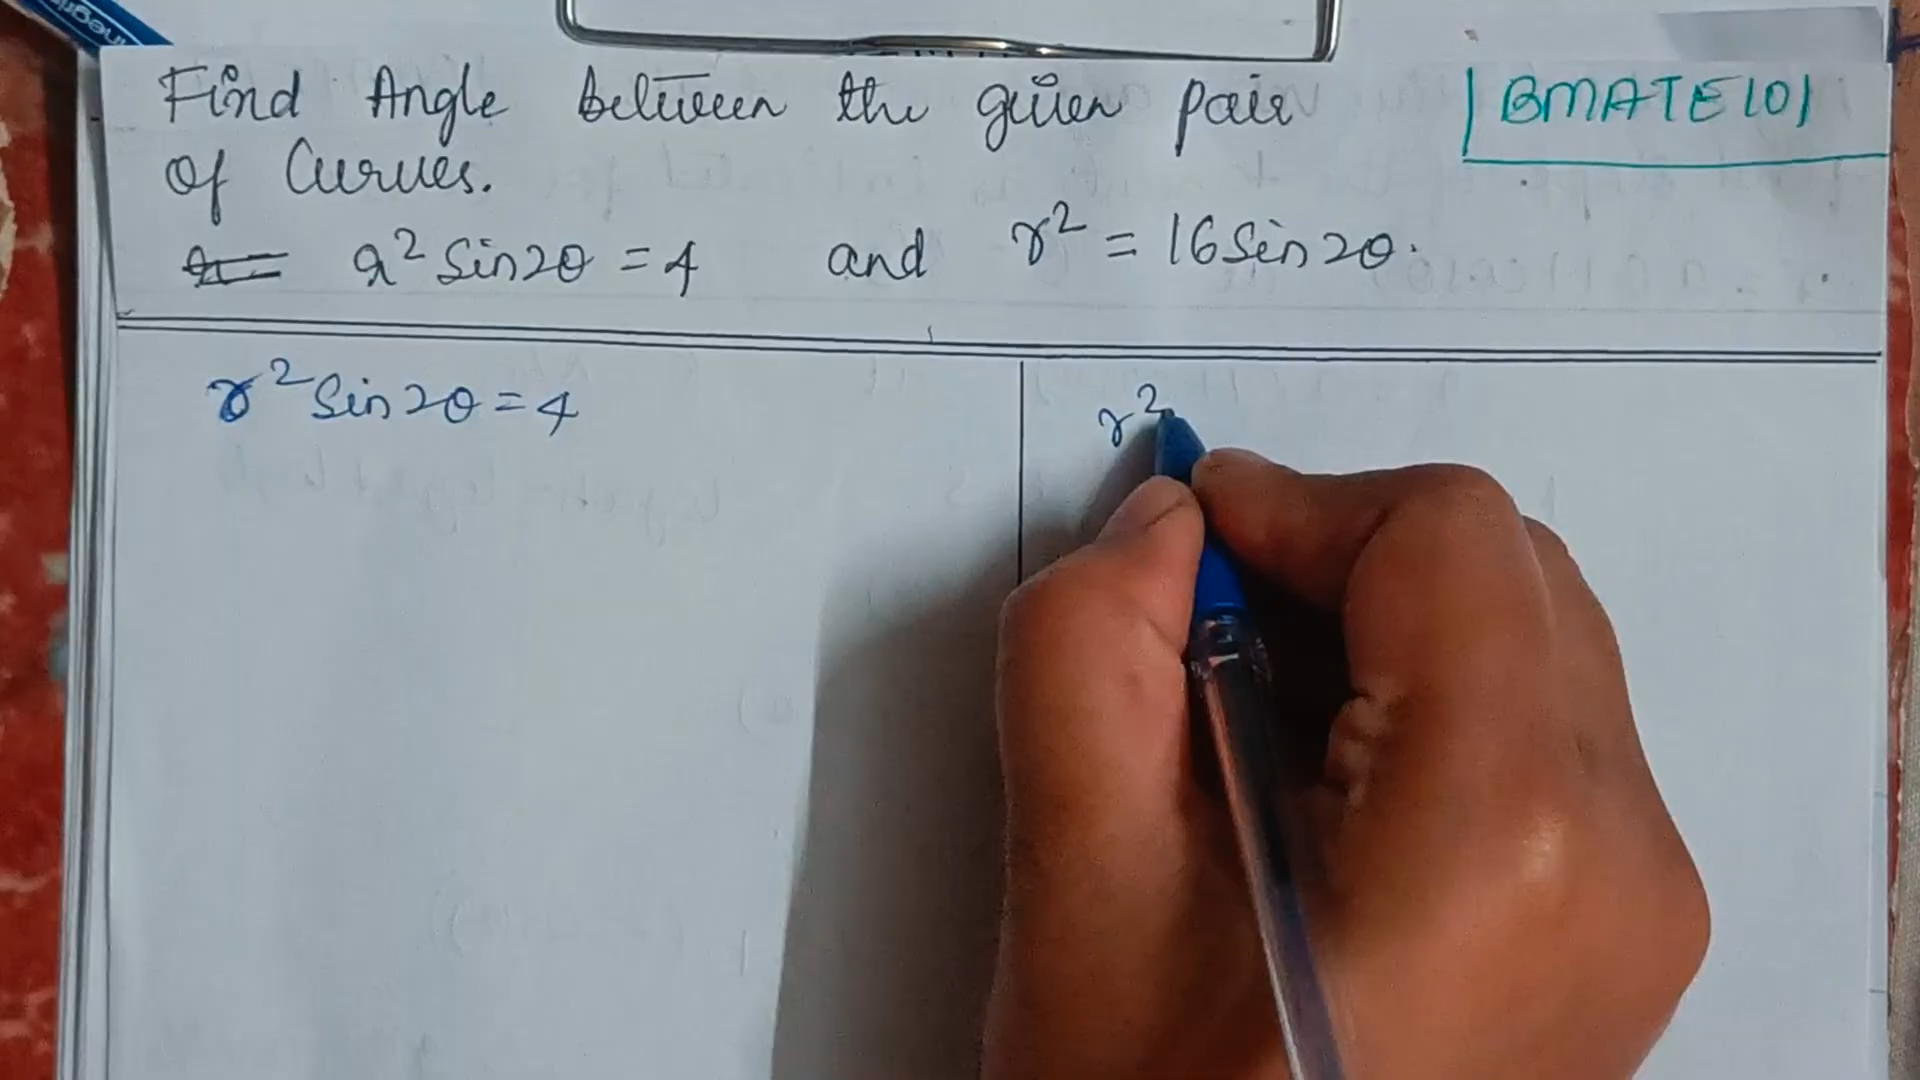 Find Angle between the given pair
of Curves.
BMATE101
r² Sin2θ = 4 and r² = 16 Sin2θ.
r² Sin2θ = 4
r²